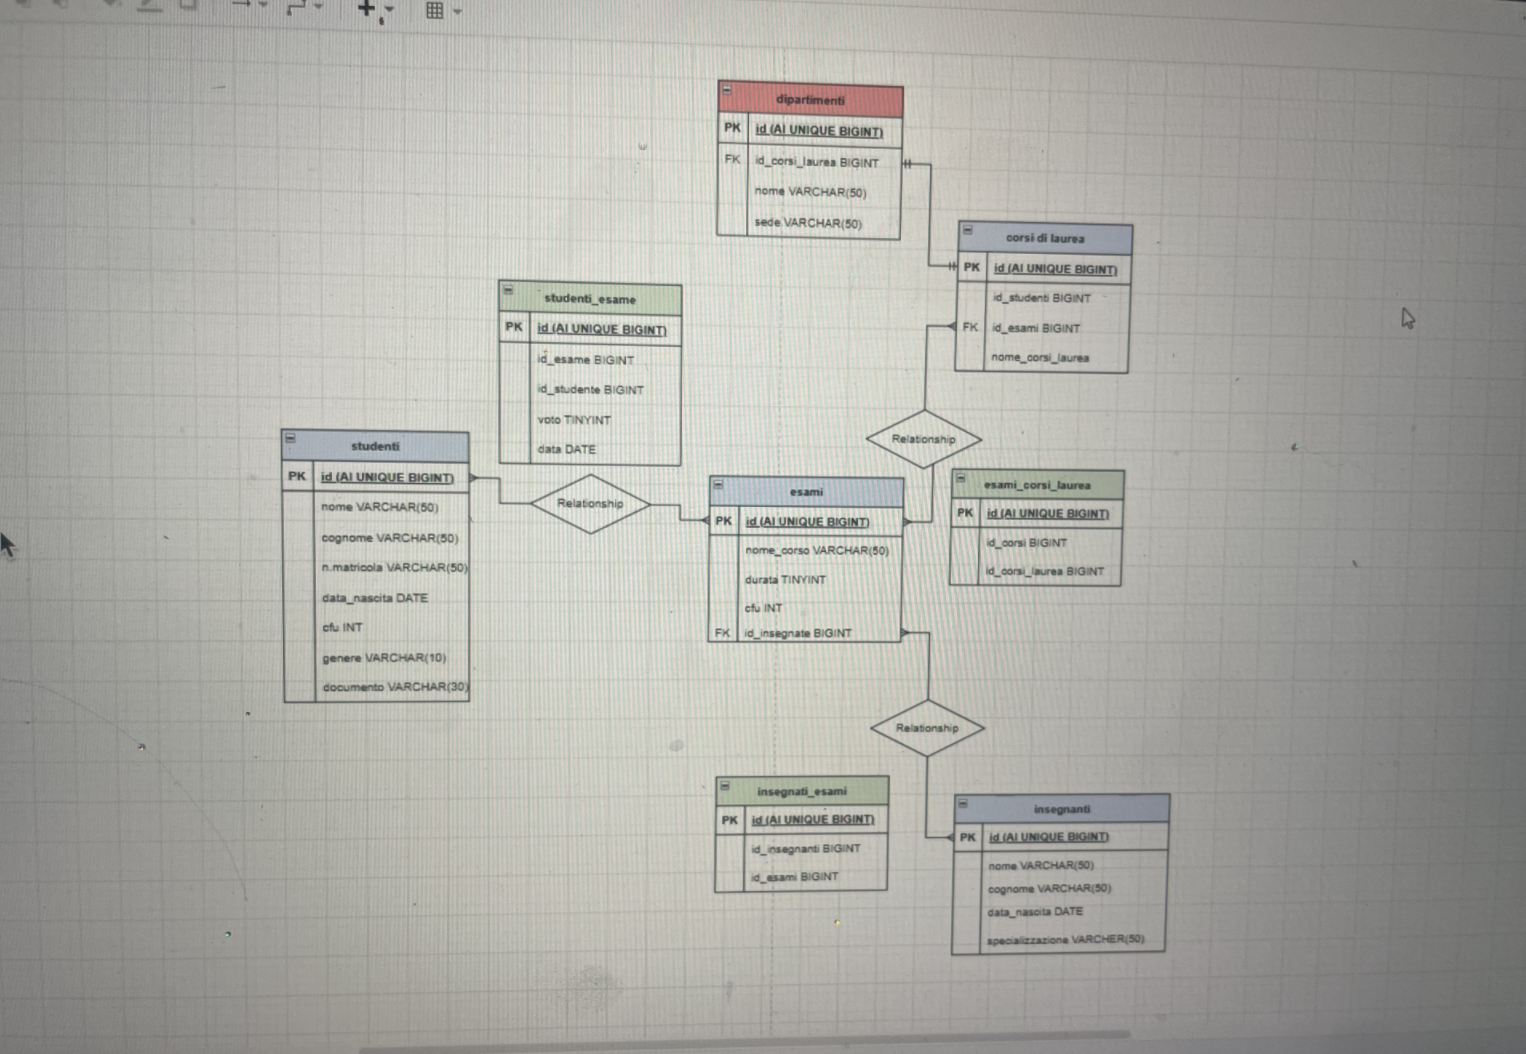 dipartimenti
PK id (AI UNIQUE BIGINT)
FK id_corsi_laurea BIGINT
nome VARCHAR(50)
sede VARCHAR(50)
corsi di laurea
PK id (AI UNIQUE BIGINT)
id_studenti BIGINT
FK id_esami BIGINT
nome_corsi_laurea
studenti_esame
PK id (AI UNIQUE BIGINT)
id_esame BIGINT
id_studente BIGINT
voto TINYINT
data DATE
Relationship
studenti
PK id (AI UNIQUE BIGINT)
nome VARCHAR(50)
cognome VARCHAR(50)
n.matricola VARCHAR(50)
data_nascita DATE
cfu INT
genere VARCHAR(10)
documento VARCHAR(30)
Relationship
esami
PK id (AI UNIQUE BIGINT)
nome_corso VARCHAR(50)
durata TINYINT
cfu INT
FK id_insegnate BIGINT
esami_corsi_laurea
PK id (AI UNIQUE BIGINT)
id_corsi BIGINT
id_corsi_laurea BIGINT
Relationship
insegnati_esami
PK id (AI UNIQUE BIGINT)
id_insegnanti BIGINT
id_esami BIGINT
insegnanti
PK id (AI UNIQUE BIGINT)
nome VARCHAR(50)
cognome VARCHAR(50)
data_nascita DATE
specializzazione VARCHER(50)